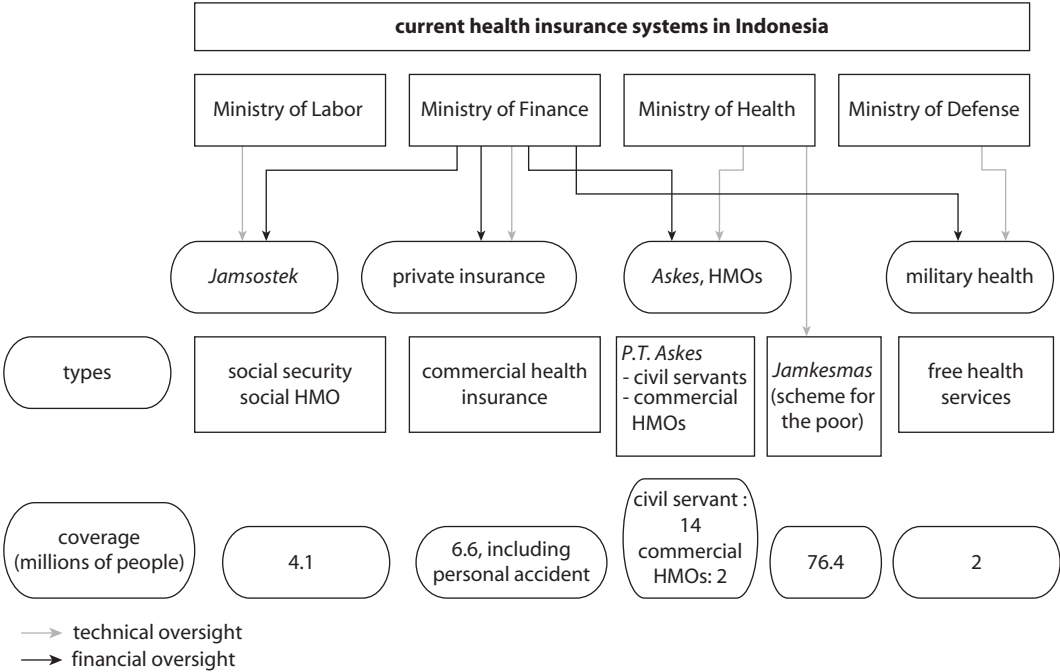 current health insurance systems in Indonesia
Ministry of Labor
Ministry of Finance
Ministry of Health
Ministry of Defense
Jamsostek
private insurance
Askes, HMOs
military health
types
social security
social HMO
commercial health
insurance
P.T. Askes
- civil servants
- commercial
HMOs
Jamkesmas
(scheme for
the poor)
free health
services
coverage
(millions of people)
4.1
6.6, including
personal accident
civil servant :
14
commercial
HMOs: 2
76.4
2
technical oversight
financial oversight